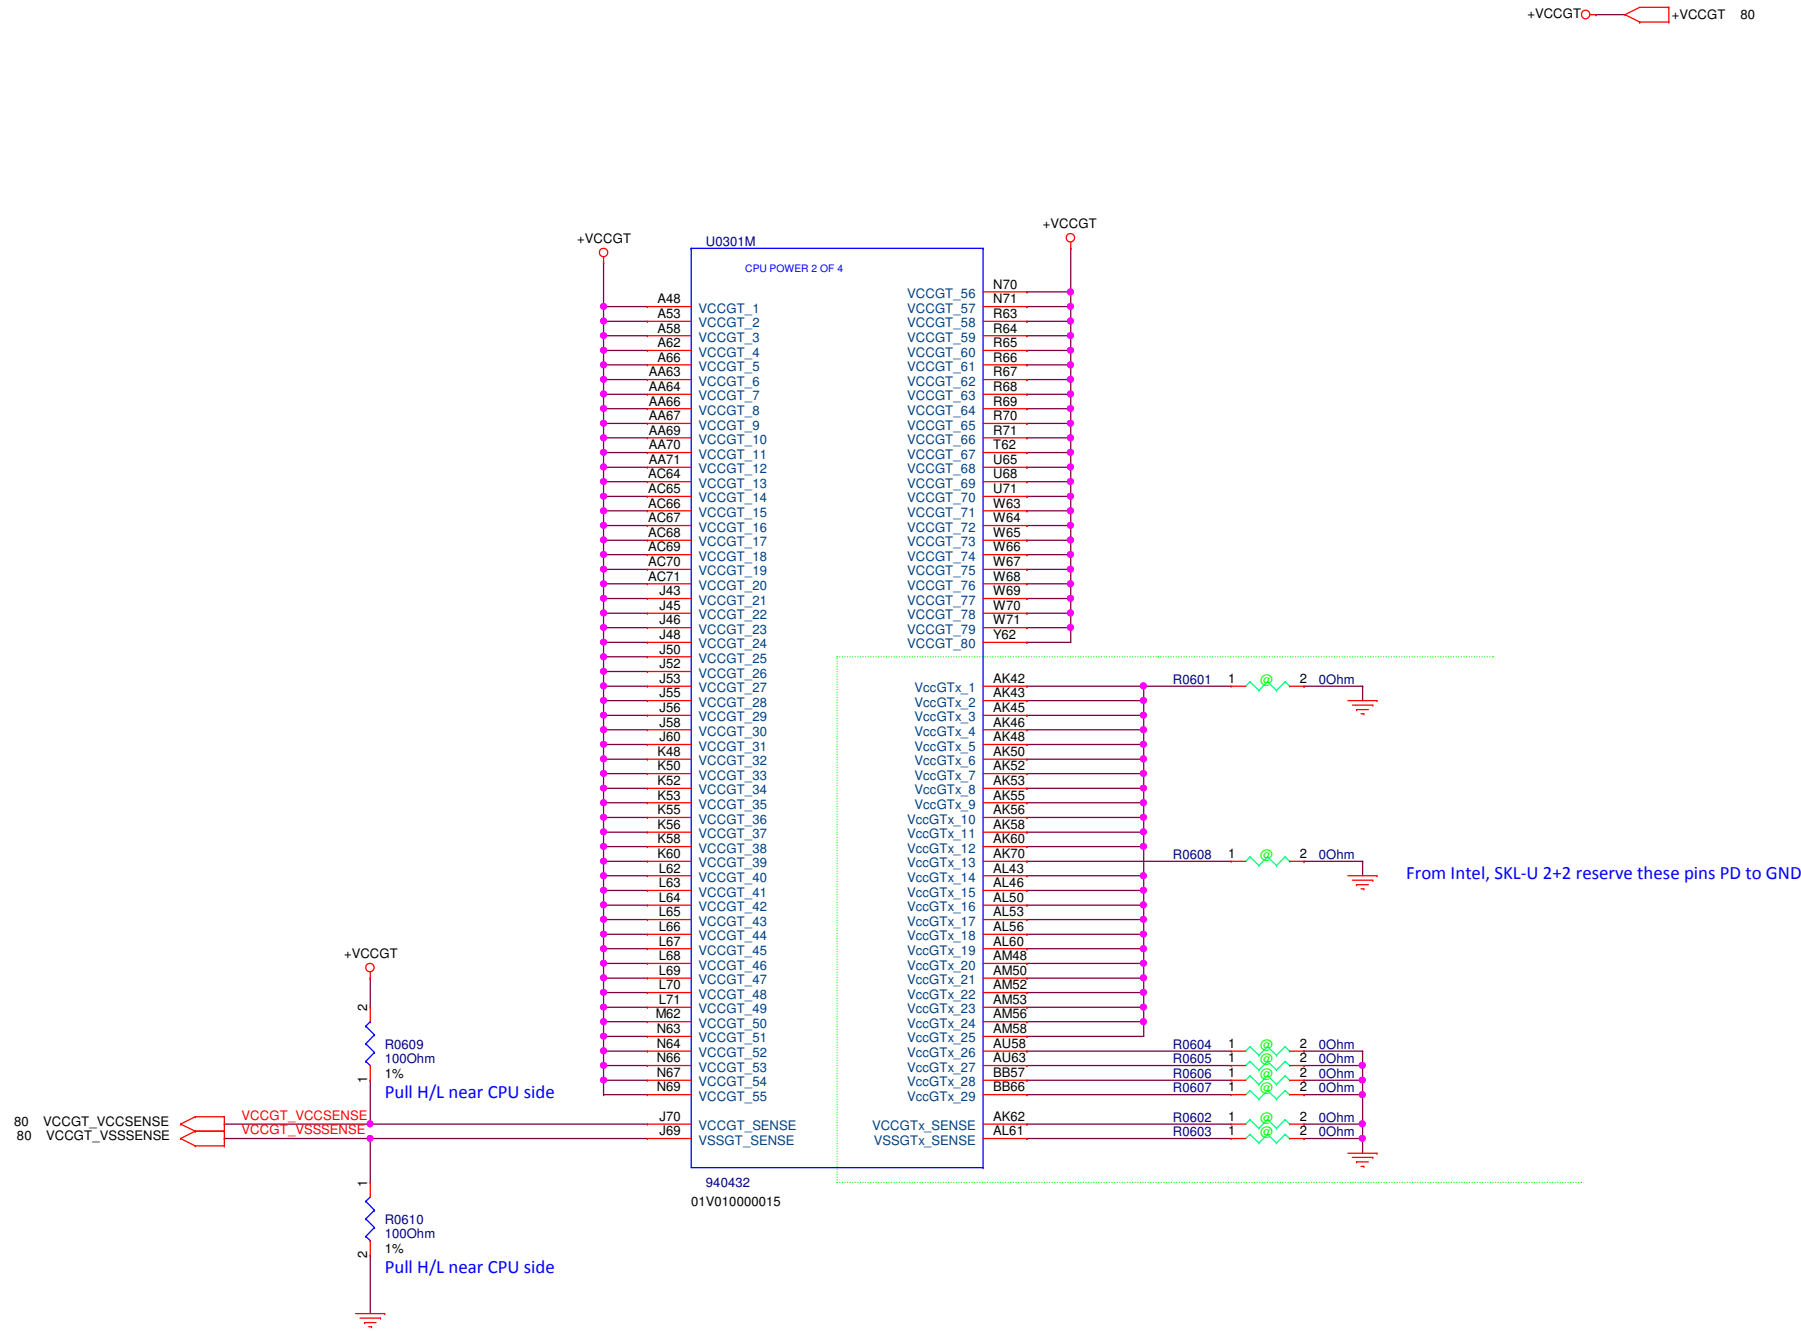 +VCCGT +VCCGT 80
+VCCGT
+VCCGT
U0301M
CPU POWER 2 OF 4
A48 VCCGT_1
A53 VCCGT_2
A58 VCCGT_3
A62 VCCGT_4
A66 VCCGT_5
AA63 VCCGT_6
AA64 VCCGT_7
AA66 VCCGT_8
AA67 VCCGT_9
AA69 VCCGT_10
AA70 VCCGT_11
AA71 VCCGT_12
AC64 VCCGT_13
AC65 VCCGT_14
AC66 VCCGT_15
AC67 VCCGT_16
AC68 VCCGT_17
AC69 VCCGT_18
AC70 VCCGT_19
AC71 VCCGT_20
J43 VCCGT_21
J45 VCCGT_22
J46 VCCGT_23
J48 VCCGT_24
J50 VCCGT_25
J52 VCCGT_26
J53 VCCGT_27
J55 VCCGT_28
J56 VCCGT_29
J58 VCCGT_30
J60 VCCGT_31
K48 VCCGT_32
K50 VCCGT_33
K52 VCCGT_34
K53 VCCGT_35
K55 VCCGT_36
K56 VCCGT_37
K58 VCCGT_38
K60 VCCGT_39
L62 VCCGT_40
L63 VCCGT_41
L64 VCCGT_42
L65 VCCGT_43
L66 VCCGT_44
L67 VCCGT_45
L68 VCCGT_46
L69 VCCGT_47
L70 VCCGT_48
L71 VCCGT_49
M62 VCCGT_50
N63 VCCGT_51
N64 VCCGT_52
N66 VCCGT_53
N67 VCCGT_54
N69 VCCGT_55
J70 VCCGT_SENSE
J69 VSSGT_SENSE
VCCGT_56 N70
VCCGT_57 N71
VCCGT_58 R63
VCCGT_59 R64
VCCGT_60 R65
VCCGT_61 R66
VCCGT_62 R67
VCCGT_63 R68
VCCGT_64 R69
VCCGT_65 R70
VCCGT_66 R71
VCCGT_67 T62
VCCGT_68 U65
VCCGT_69 U68
VCCGT_70 U71
VCCGT_71 W63
VCCGT_72 W64
VCCGT_73 W65
VCCGT_74 W66
VCCGT_75 W67
VCCGT_76 W68
VCCGT_77 W69
VCCGT_78 W70
VCCGT_79 W71
VCCGT_80 Y62
VccGTx_1 AK42 R0601 1 @ 2 0Ohm
VccGTx_2 AK43
VccGTx_3 AK45
VccGTx_4 AK46
VccGTx_5 AK48
VccGTx_6 AK50
VccGTx_7 AK52
VccGTx_8 AK53
VccGTx_9 AK55
VccGTx_10 AK56
VccGTx_11 AK58
VccGTx_12 AK60
VccGTx_13 AK70 R0608 1 @ 2 0Ohm
VccGTx_14 AL43
VccGTx_15 AL46
VccGTx_16 AL50
VccGTx_17 AL53
VccGTx_18 AL56
VccGTx_19 AL60
VccGTx_20 AM48
VccGTx_21 AM50
VccGTx_22 AM52
VccGTx_23 AM53
VccGTx_24 AM56
VccGTx_25 AM58
VccGTx_26 AU58 R0604 1 @ 2 0Ohm
VccGTx_27 AU63 R0605 1 @ 2 0Ohm
VccGTx_28 BB57 R0606 1 @ 2 0Ohm
VccGTx_29 BB66 R0607 1 @ 2 0Ohm
VCCGTx_SENSE AK62 R0602 1 @ 2 0Ohm
VSSGTx_SENSE AL61 R0603 1 @ 2 0Ohm
From Intel, SKL-U 2+2 reserve these pins PD to GND
940432
01V010000015
+VCCGT
2
R0609
100Ohm
1%
1
Pull H/L near CPU side
80 VCCGT_VCCSENSE VCCGT_VCCSENSE
80 VCCGT_VSSSENSE VCCGT_VSSSENSE
1
R0610
100Ohm
1%
2
Pull H/L near CPU side